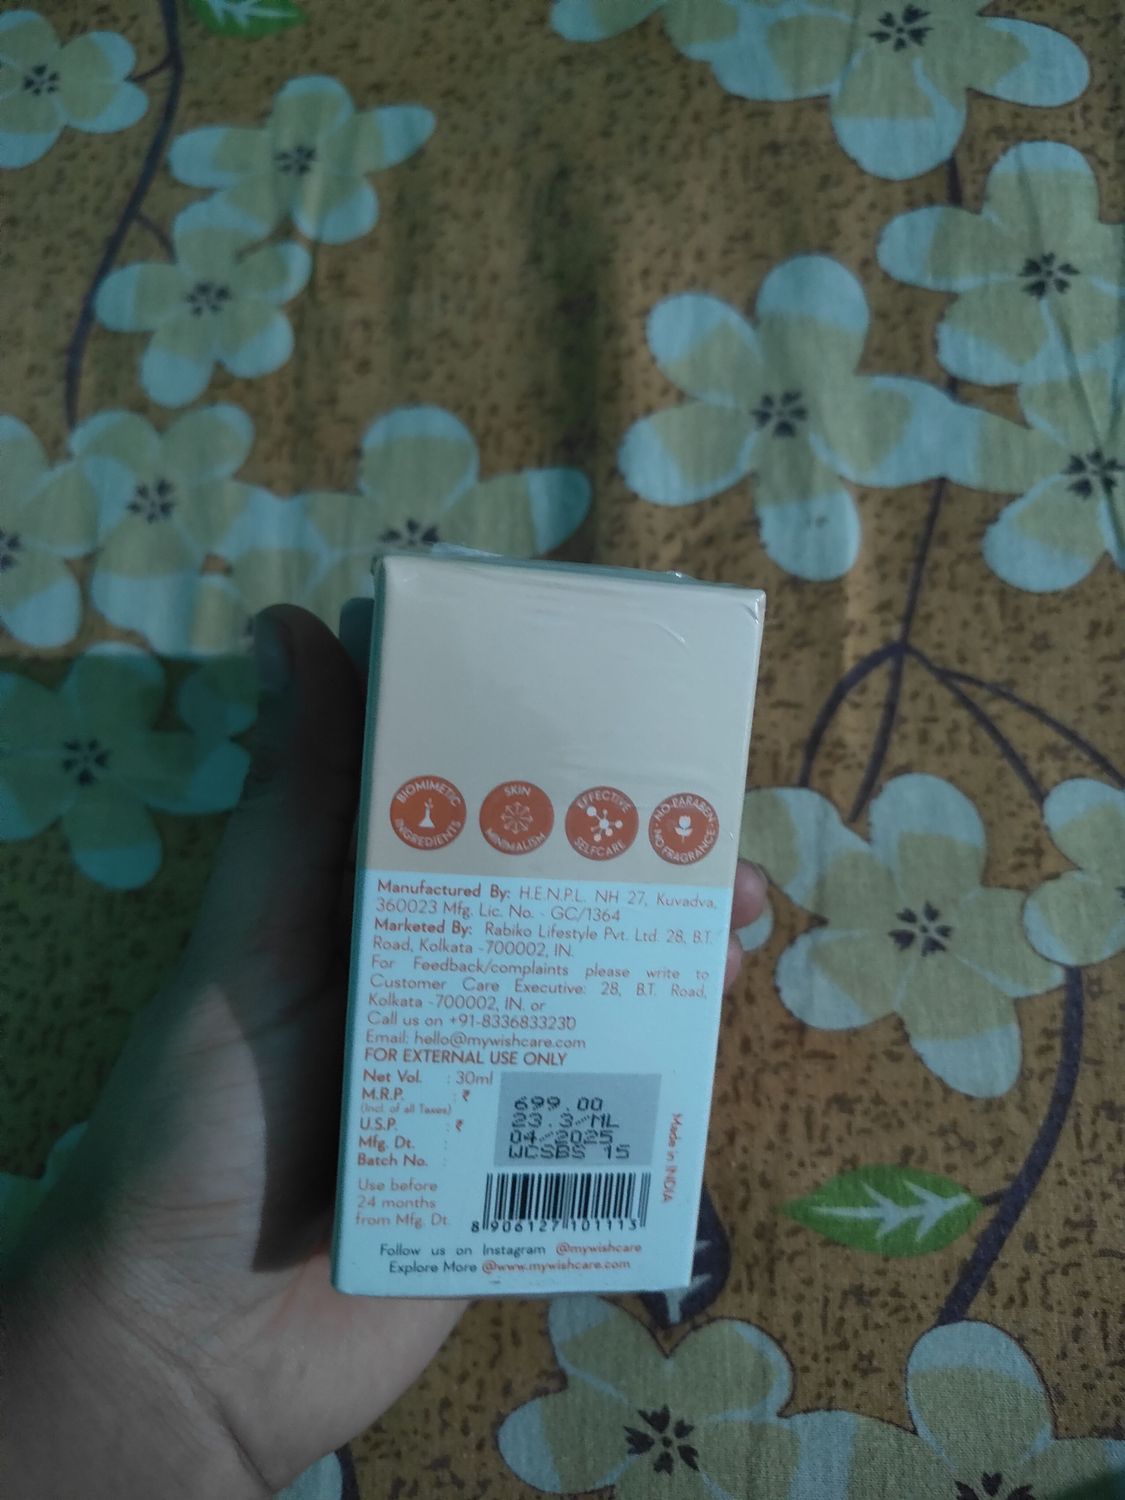 BIOMIMETIC INGREDIENTS
SKIN MINIMALISM
EFFECTIVE SELFCARE
NO-PARABEN NO FRAGRANCE
Manufactured By: H.E.N.P.L. NH 27, Kuvadva,
360023 Mfg. Lic. No. - GC/1364
Marketed By: Rabiko Lifestyle Pvt. Ltd. 28, B.T.
Road, Kolkata -700002, IN.
For Feedback/complaints please write to
Customer Care Executive: 28, B.T. Road,
Kolkata -700002, IN. or
Call us on +91-8336833230
Email: hello@mywishcare.com
FOR EXTERNAL USE ONLY
Net Vol. : 30ml
M.R.P. : ₹ 699.00
(Incl. of all Taxes)
U.S.P. : ₹ 23.3 ML
Mfg. Dt. : 04-2025
Batch No. : WCSBS 15
Made in INDIA
Use before
24 months
from Mfg. Dt.
8 906127 101113
Follow us on Instagram @mywishcare
Explore More @www.mywishcare.com